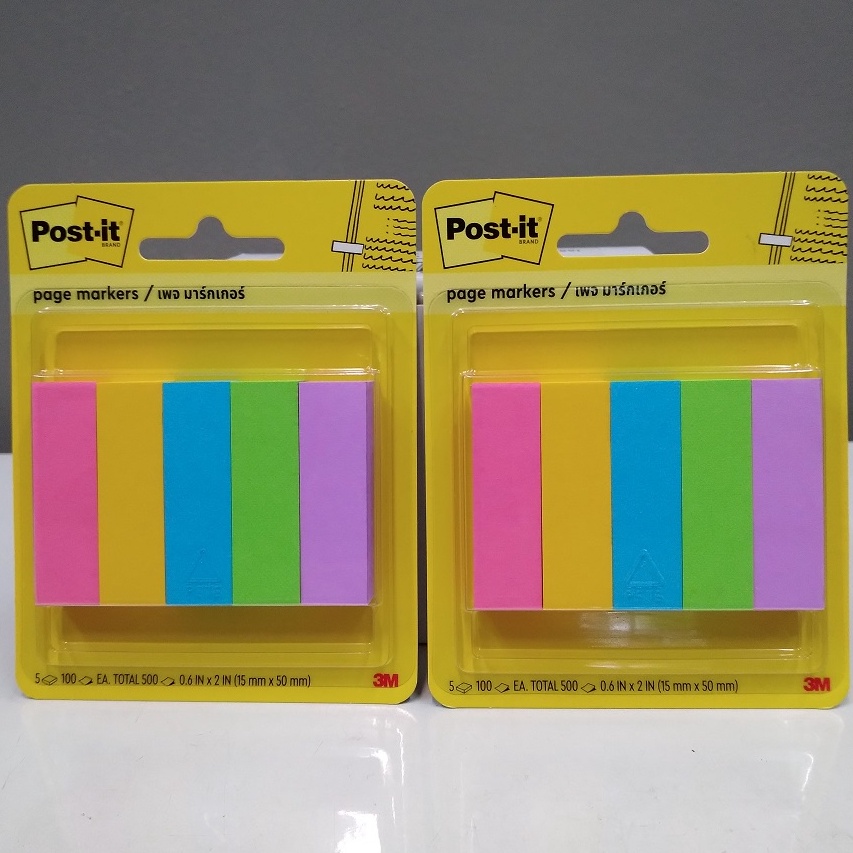 Post-it®
BRAND
page markers / เพจ มาร์กเกอร์
5 100 EA. TOTAL 500 0.6 IN x 2 IN (15 mm x 50 mm)
3M
Post-it®
BRAND
page markers / เพจ มาร์กเกอร์
5 100 EA. TOTAL 500 0.6 IN x 2 IN (15 mm x 50 mm)
3M